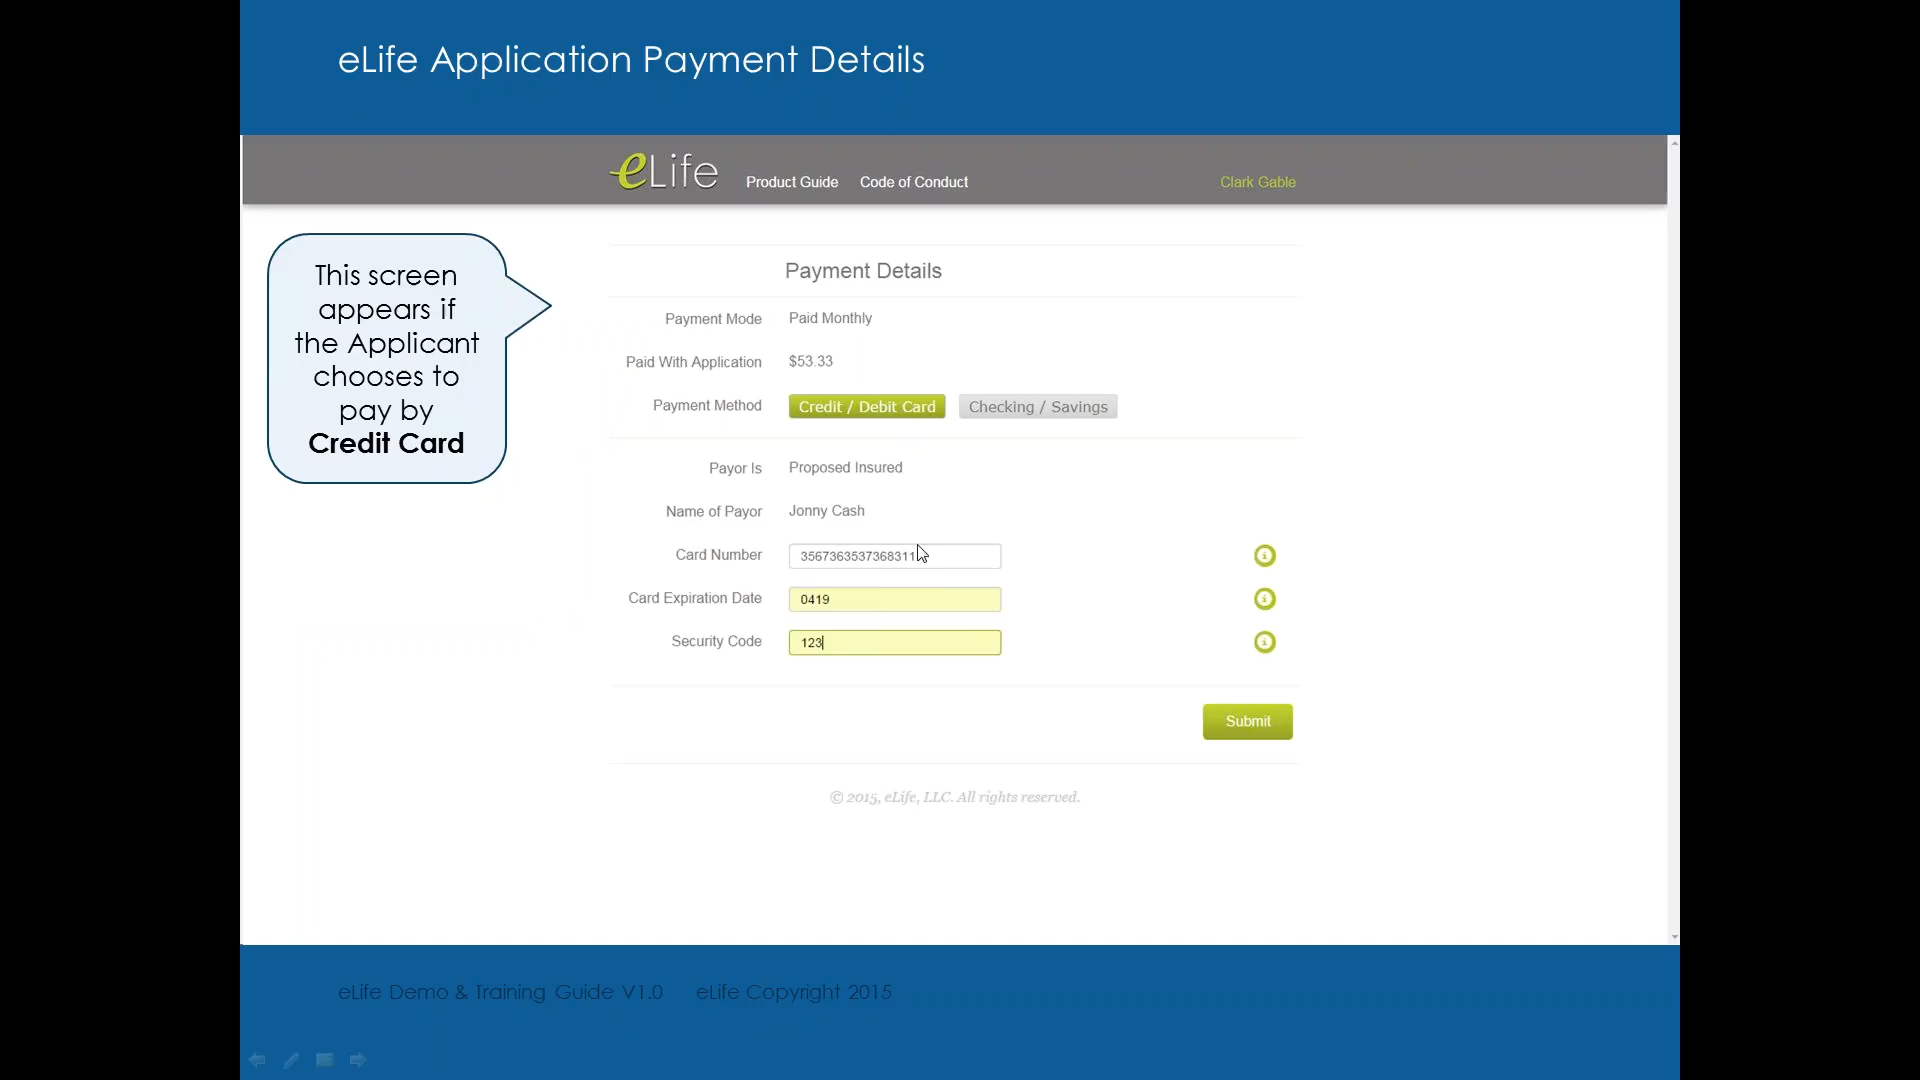 eLife Application Payment Details
eLife Product Guide Code of Conduct Clark Gable
This screen
appears if
the Applicant
chooses to
pay by
Credit Card
Payment Details
Payment Mode Paid Monthly
Paid With Application $53.33
Payment Method Credit / Debit Card Checking / Savings
Payor Is Proposed Insured
Name of Payor Jonny Cash
Card Number 3567363537368311
Card Expiration Date 0419
Security Code 123
Submit
© 2015, eLife, LLC. All rights reserved.
eLife Demo & Training Guide V1.0 eLife Copyright 2015